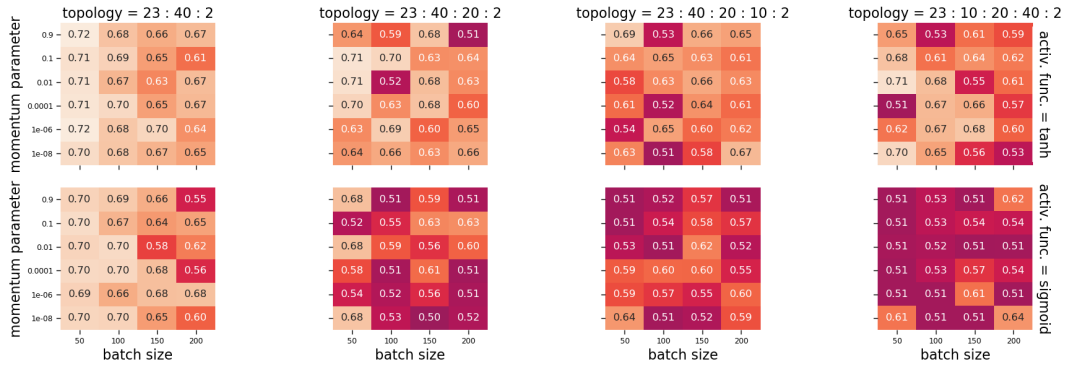 topology = 23 : 40 : 2
topology = 23 : 40 : 20 : 2
topology = 23 : 40 : 20 : 10 : 2
topology = 23 : 10 : 20 : 40 : 2
momentum parameter
0.9 0.72 0.68 0.66 0.67 0.64 0.59 0.68 0.51 0.69 0.53 0.66 0.65 0.65 0.53 0.61 0.59
0.1 0.71 0.69 0.65 0.61 0.71 0.70 0.63 0.64 0.64 0.65 0.63 0.61 0.68 0.61 0.64 0.62
0.01 0.71 0.67 0.63 0.67 0.71 0.52 0.68 0.63 0.58 0.63 0.66 0.63 0.71 0.68 0.55 0.61
0.0001 0.71 0.70 0.65 0.67 0.70 0.63 0.68 0.60 0.61 0.52 0.64 0.61 0.51 0.67 0.66 0.57
1e-06 0.72 0.68 0.70 0.64 0.63 0.69 0.60 0.65 0.54 0.65 0.60 0.62 0.62 0.67 0.68 0.60
1e-08 0.70 0.68 0.67 0.65 0.64 0.66 0.63 0.66 0.63 0.51 0.58 0.67 0.70 0.65 0.56 0.53
activ. func. = tanh
momentum parameter
0.9 0.70 0.69 0.66 0.55 0.68 0.51 0.59 0.51 0.51 0.52 0.57 0.51 0.51 0.53 0.51 0.62
0.1 0.70 0.67 0.64 0.65 0.52 0.55 0.63 0.63 0.51 0.54 0.58 0.57 0.51 0.53 0.54 0.54
0.01 0.70 0.70 0.58 0.62 0.68 0.59 0.56 0.60 0.53 0.51 0.62 0.52 0.51 0.52 0.51 0.51
0.0001 0.70 0.70 0.68 0.56 0.58 0.51 0.61 0.51 0.59 0.60 0.60 0.55 0.51 0.53 0.57 0.54
1e-06 0.69 0.66 0.68 0.68 0.54 0.52 0.56 0.51 0.59 0.57 0.55 0.60 0.51 0.51 0.61 0.51
1e-08 0.70 0.70 0.65 0.60 0.68 0.53 0.50 0.52 0.64 0.51 0.52 0.59 0.61 0.51 0.51 0.64
activ. func. = sigmoid
50 100 150 200 50 100 150 200 50 100 150 200 50 100 150 200
batch size batch size batch size batch size